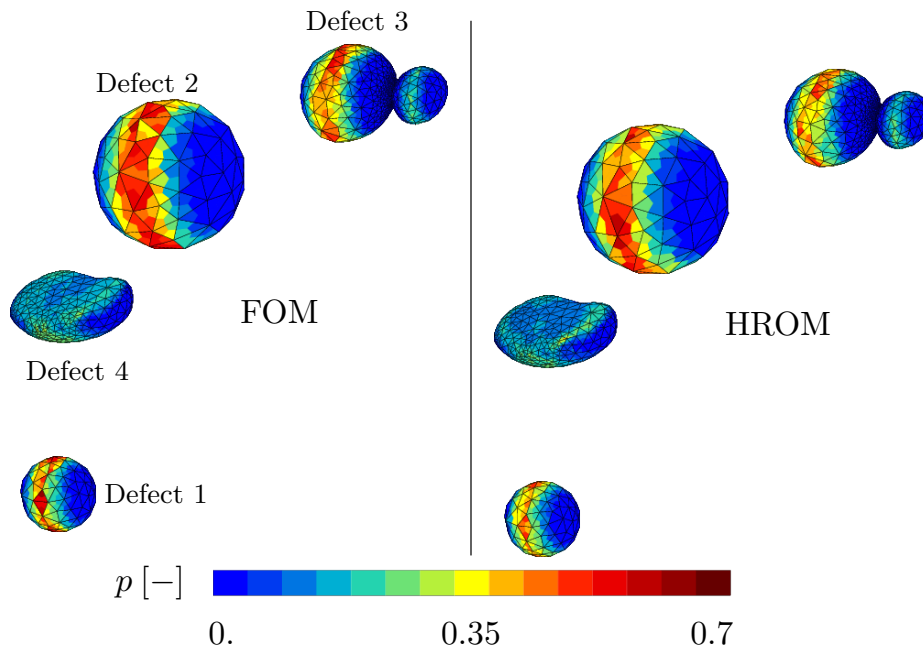 Defect 3
Defect 2
FOM
HROM
Defect 4
Defect 1
p [−]
0. 0.35 0.7